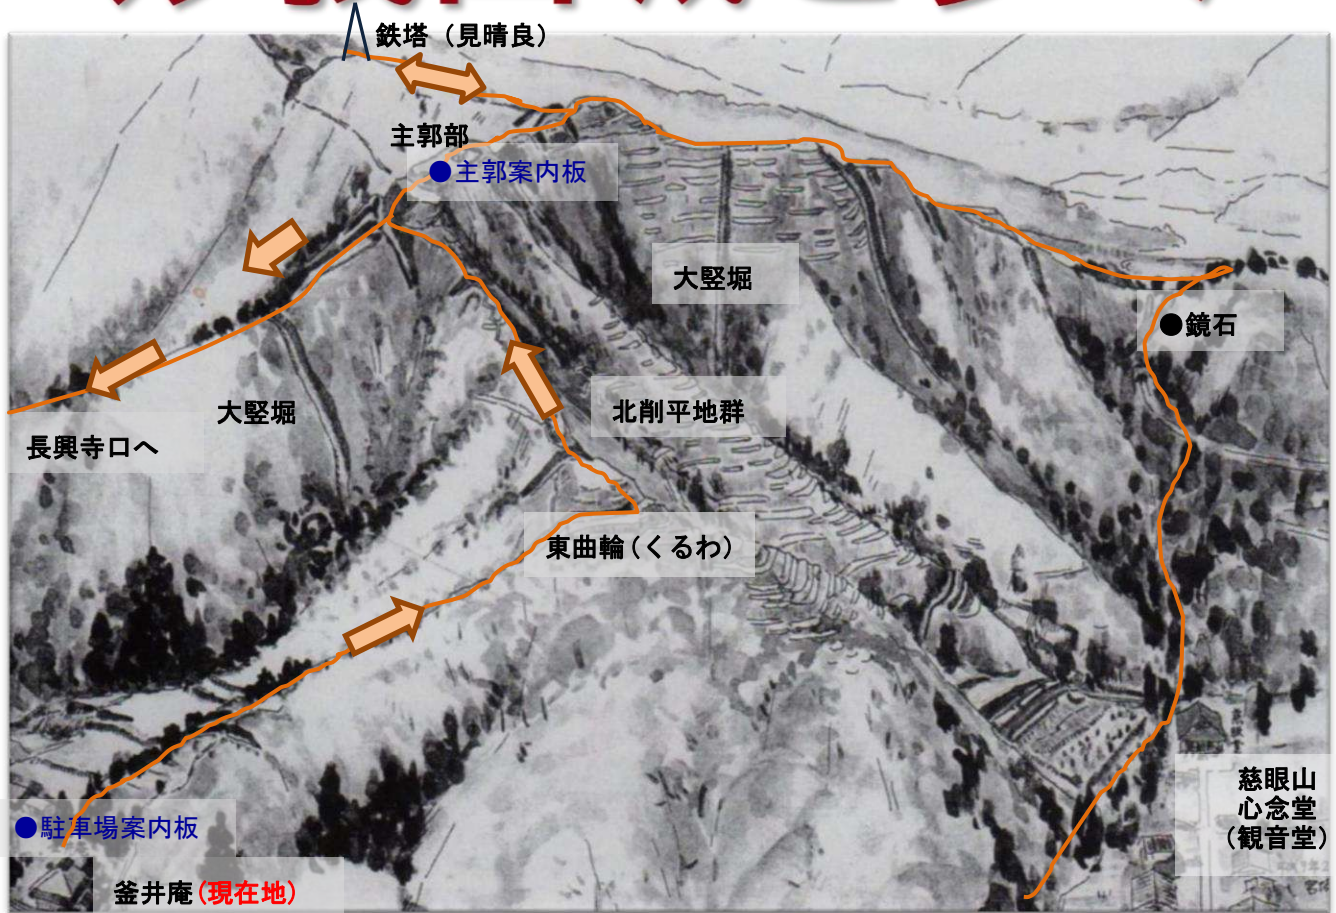 鉄塔（見晴良）
主郭部
●主郭案内板
大竪堀
●鏡石
北削平地群
大竪堀
長興寺口へ
東曲輪（くるわ）
慈眼山
心念堂
（観音堂）
●駐車場案内板
釜井庵(現在地)